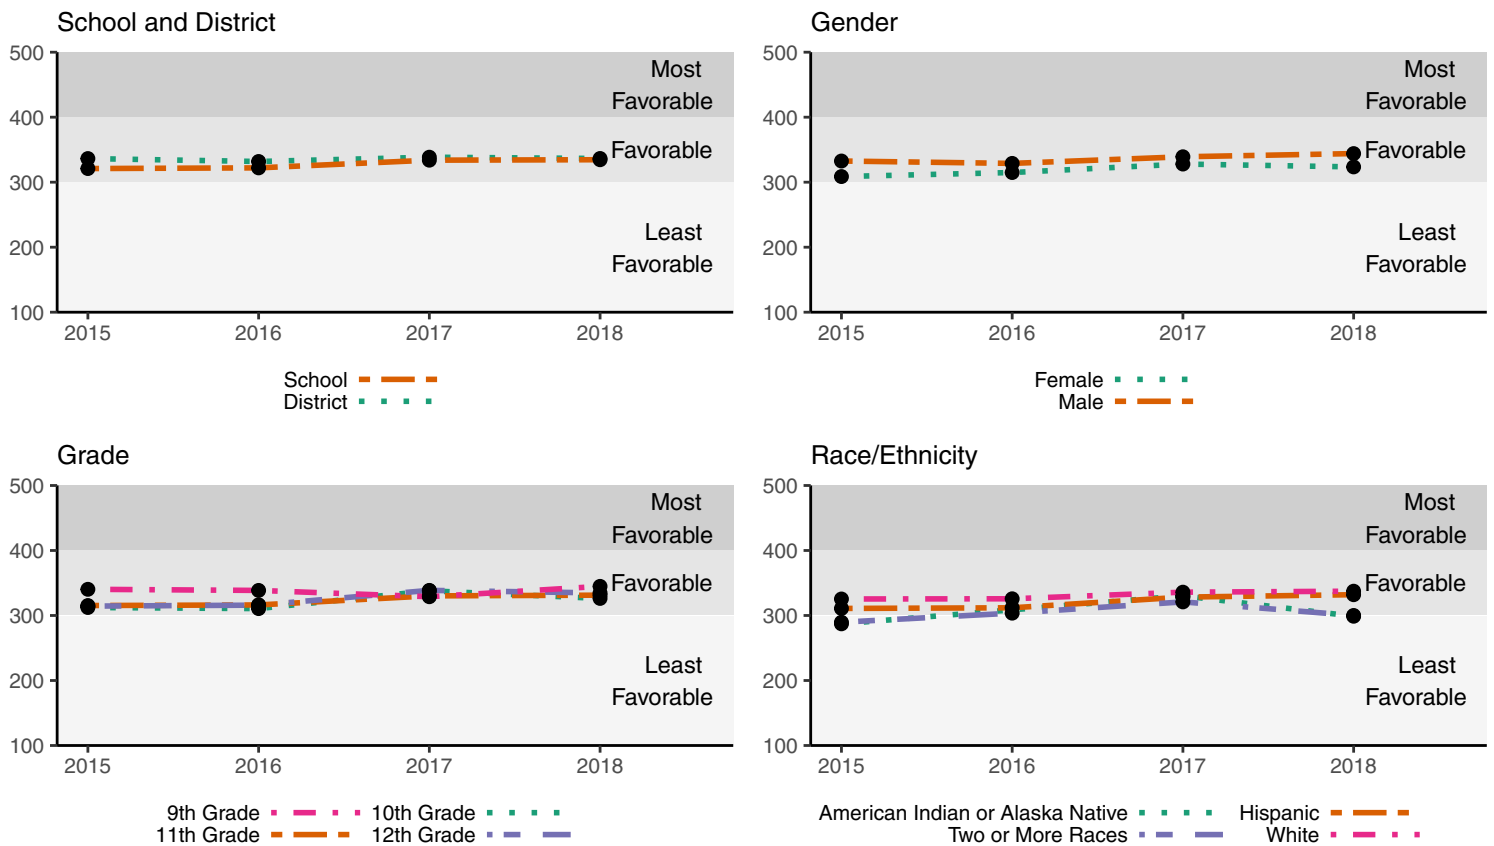 School and District
500
400
300
200
100
Most
Favorable
Favorable
Least
Favorable
2015 2016 2017 2018
School
District
Gender
500
400
300
200
100
Most
Favorable
Favorable
Least
Favorable
2015 2016 2017 2018
Female
Male
Grade
500
400
300
200
100
Most
Favorable
Favorable
Least
Favorable
2015 2016 2017 2018
9th Grade 10th Grade
11th Grade 12th Grade
Race/Ethnicity
500
400
300
200
100
Most
Favorable
Favorable
Least
Favorable
2015 2016 2017 2018
American Indian or Alaska Native Hispanic
Two or More Races White